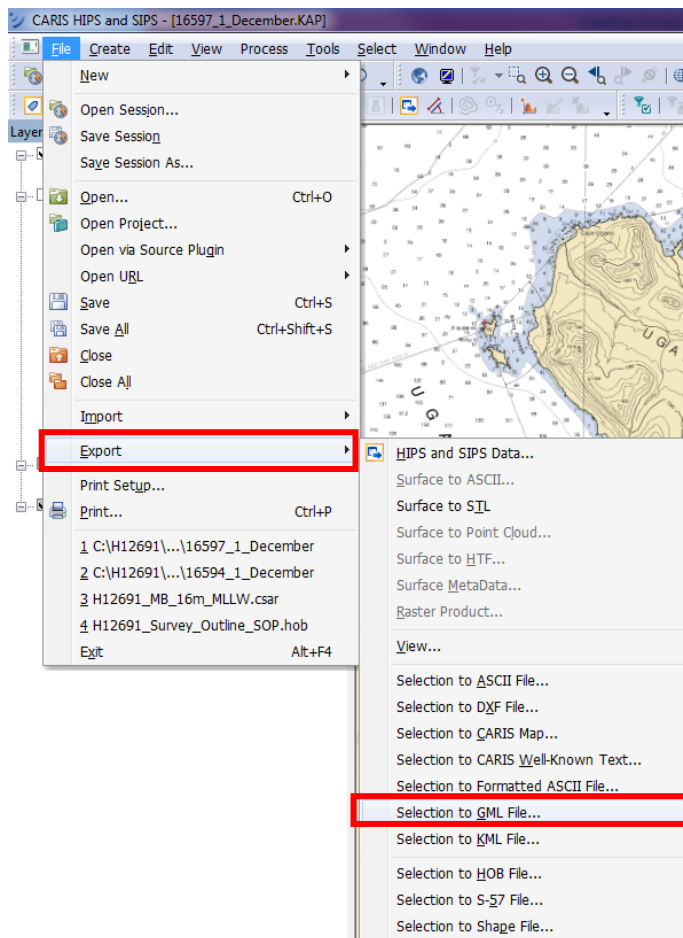 CARIS HIPS and SIPS - [16597_1_December.KAP]
File Create Edit View Process Tools Select Window Help
New
Layer
Open Session...
Save Session
Save Session As...
Open... Ctrl+O
Open Project...
Open via Source Plugin
Open URL
Save Ctrl+S
Save All Ctrl+Shift+S
Close
Close All
Import
Export
Print Setup...
Print... Ctrl+P
1 C:\H12691\...\16597_1_December
2 C:\H12691\...\16594_1_December
3 H12691_MB_16m_MLLW.csar
4 H12691_Survey_Outline_SOP.hob
Exit Alt+F4
UGA
UG
HIPS and SIPS Data...
Surface to ASCII...
Surface to STL
Surface to Point Cloud...
Surface to HTF...
Surface MetaData...
Raster Product...
View...
Selection to ASCII File...
Selection to DXF File...
Selection to CARIS Map...
Selection to CARIS Well-Known Text...
Selection to Formatted ASCII File...
Selection to GML File...
Selection to KML File...
Selection to HOB File...
Selection to S-57 File...
Selection to Shape File...